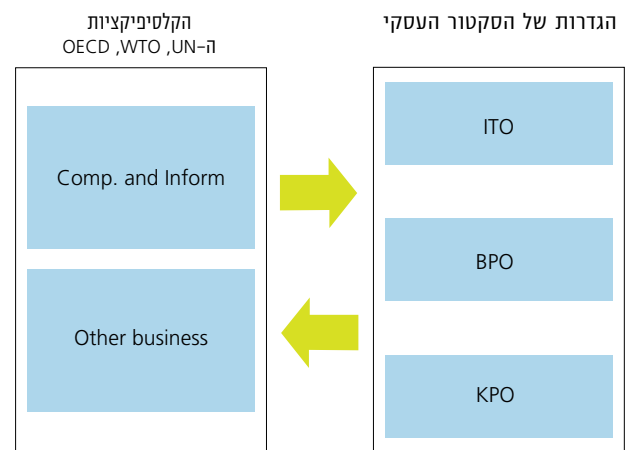 הגדרות של הסקטור העסקי
הקלסיפיקציות
ה-UN, WTO, OECD
ITO
BPO
KPO
Comp. and Inform
Other business